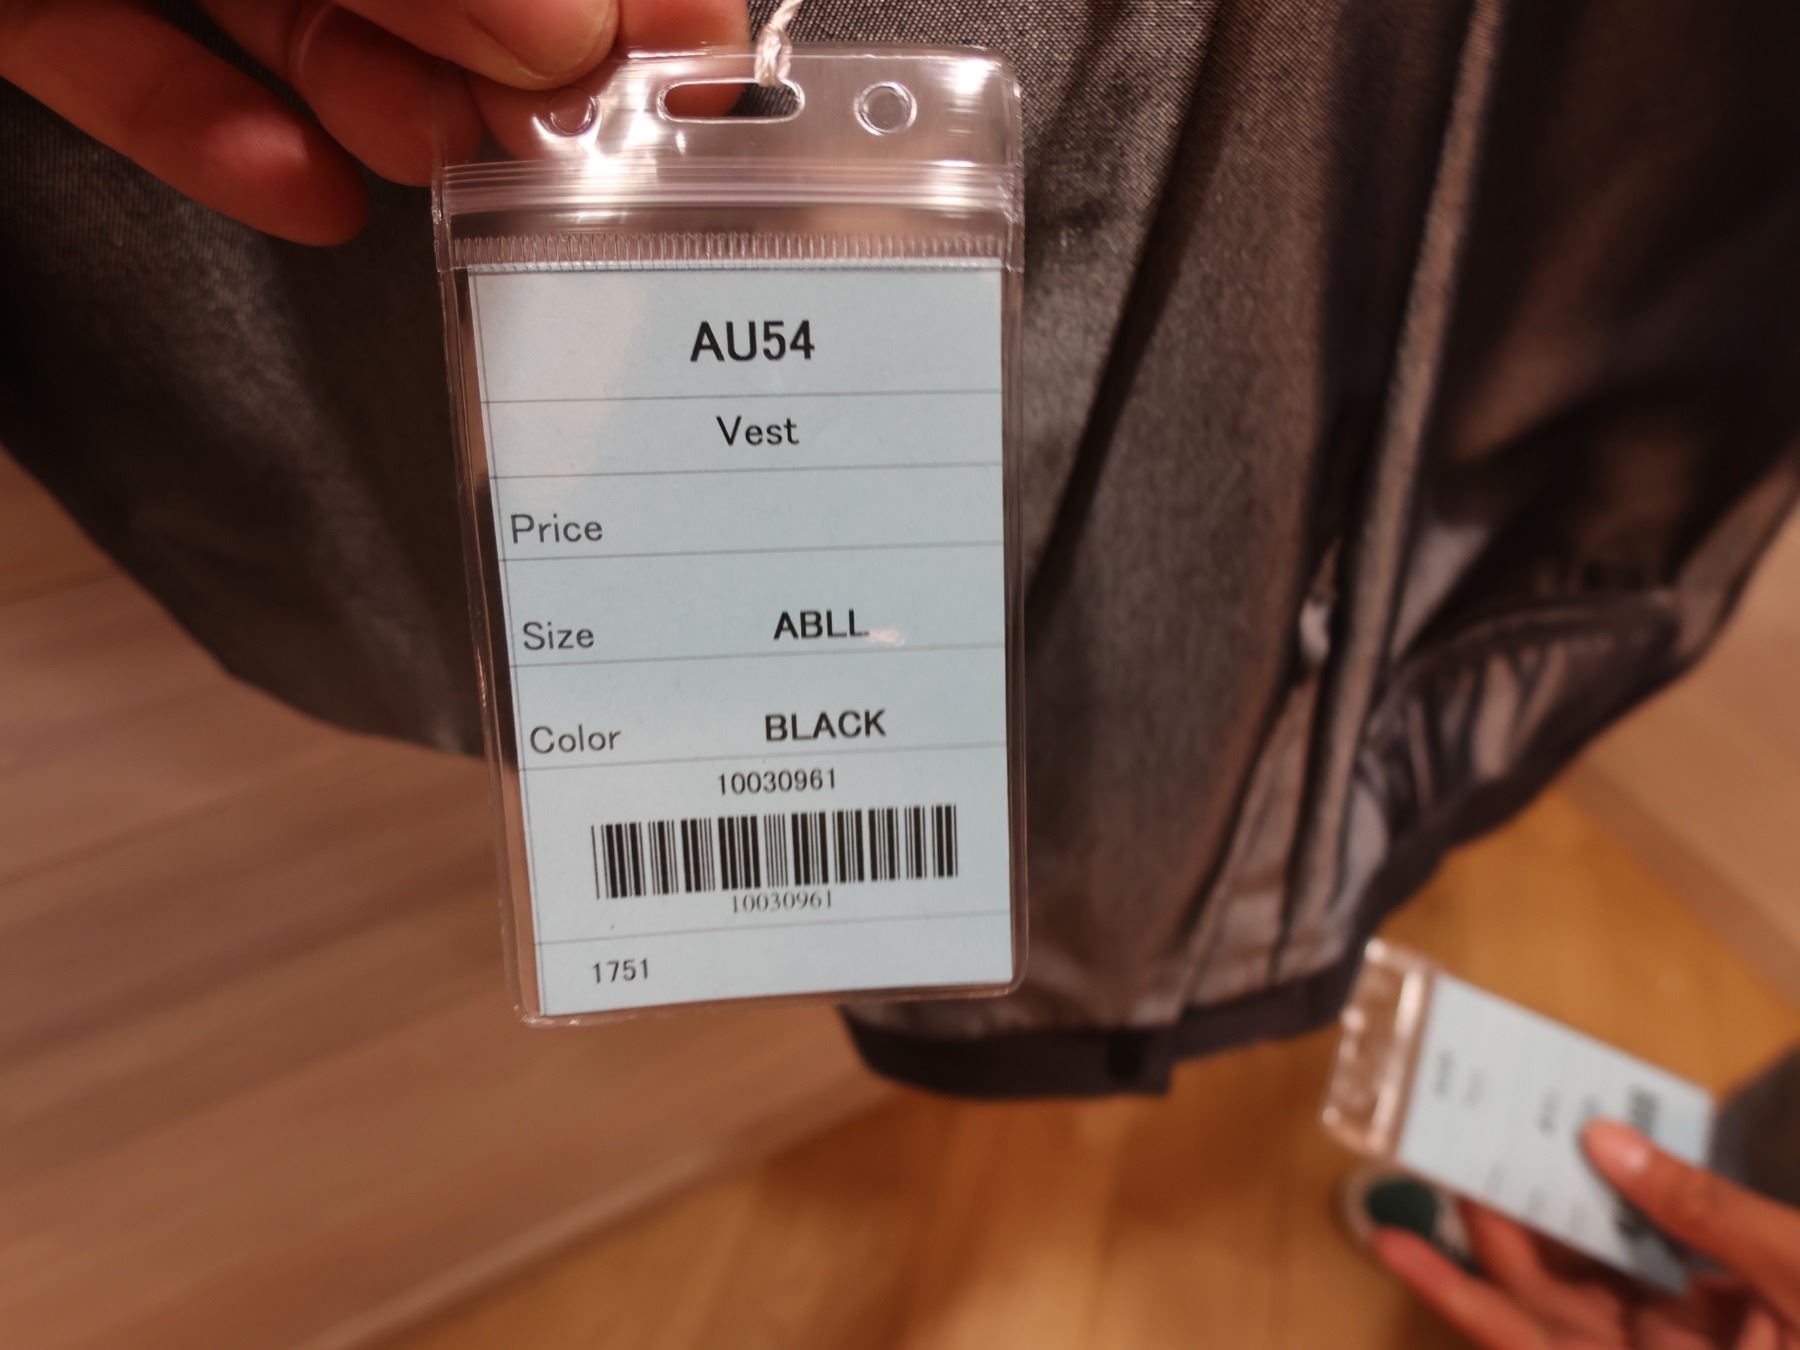 AU54
Vest
Price
Size ABLL
Color BLACK
10030961
10030961
1751